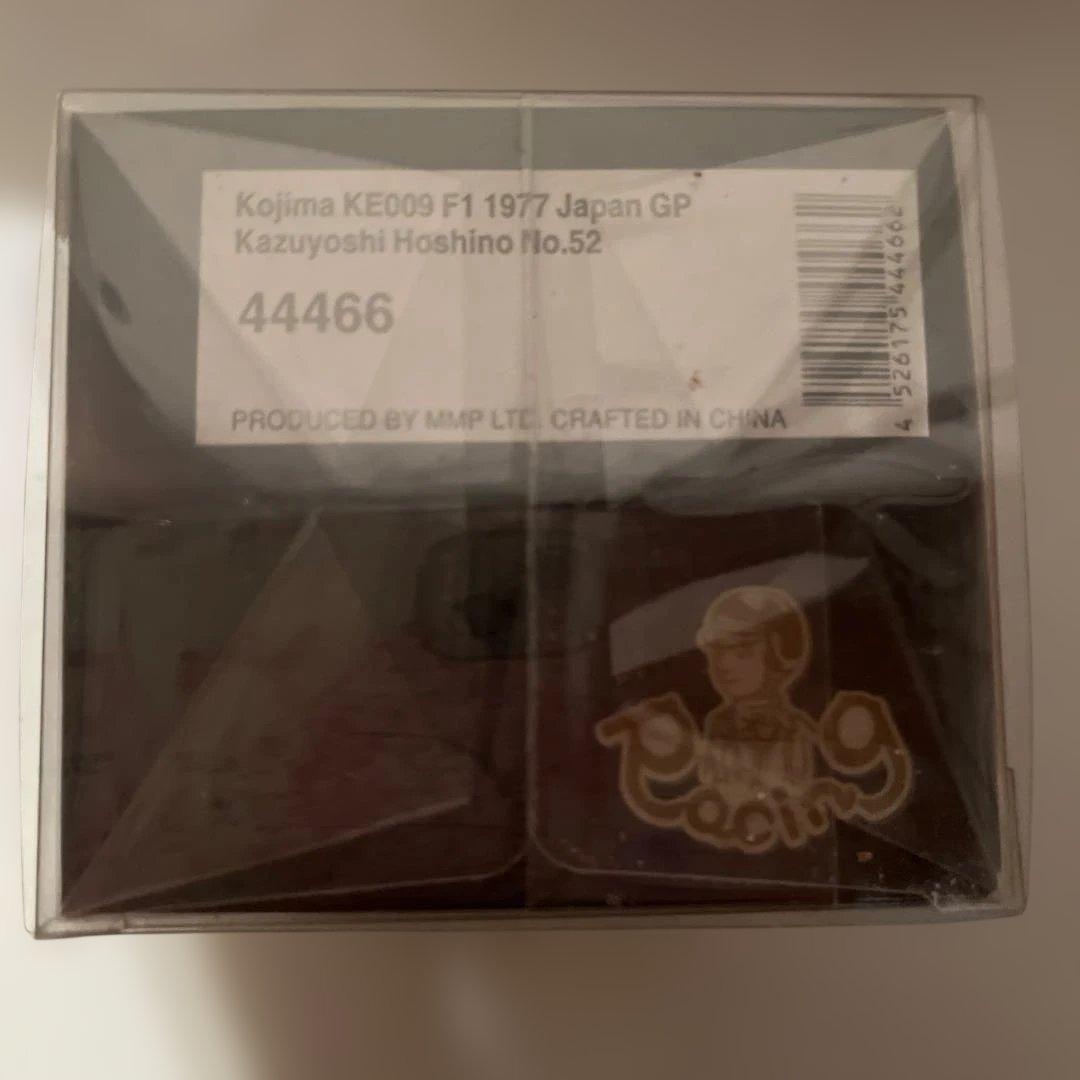 Kojima KE009 F1 1977 Japan GP
Kazuyoshi Hoshino No.52
44466
PRODUCED BY MMP LTD. CRAFTED IN CHINA
4 526175 444662
Racing